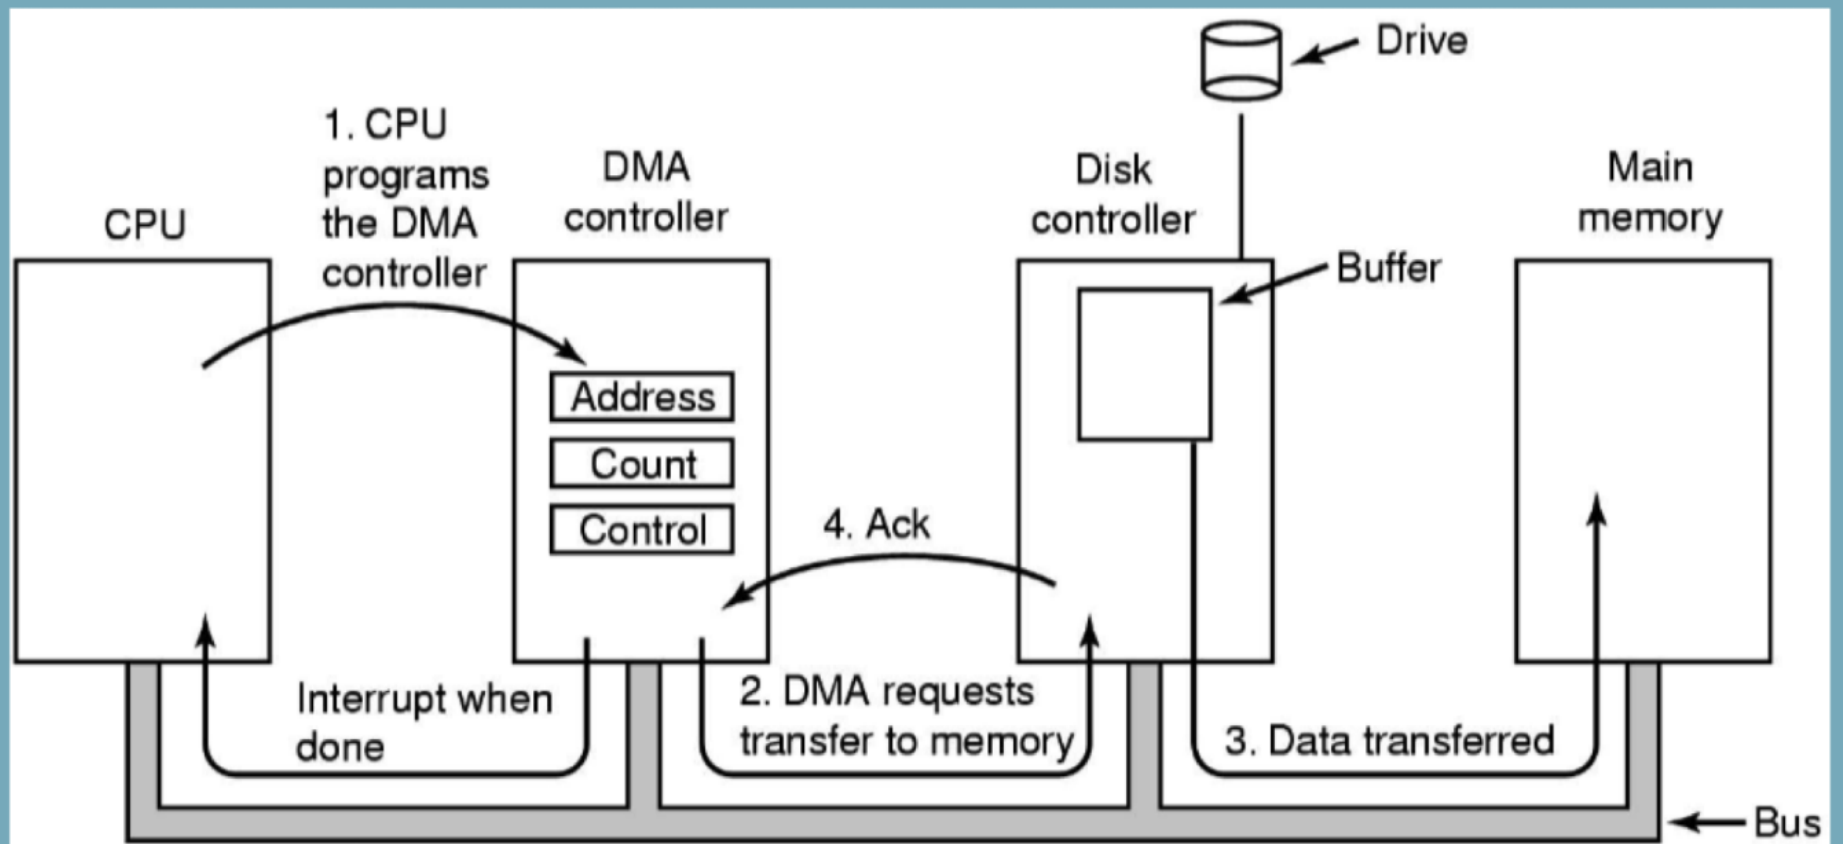 Drive
1. CPU
programs
the DMA
controller
CPU
DMA
controller
Disk
controller
Main
memory
Buffer
Address
Count
Control
4. Ack
Interrupt when
done
2. DMA requests
transfer to memory
3. Data transferred
Bus